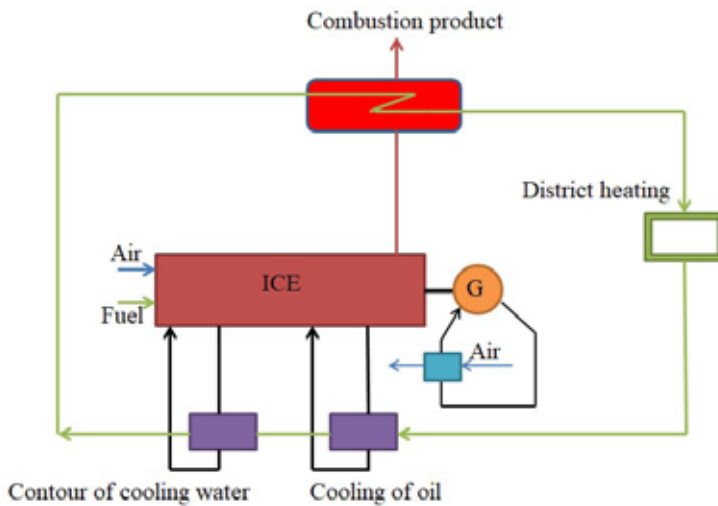 Combustion product
District heating
Air
ICE
G
Fuel
Air
Contour of cooling water
Cooling of oil